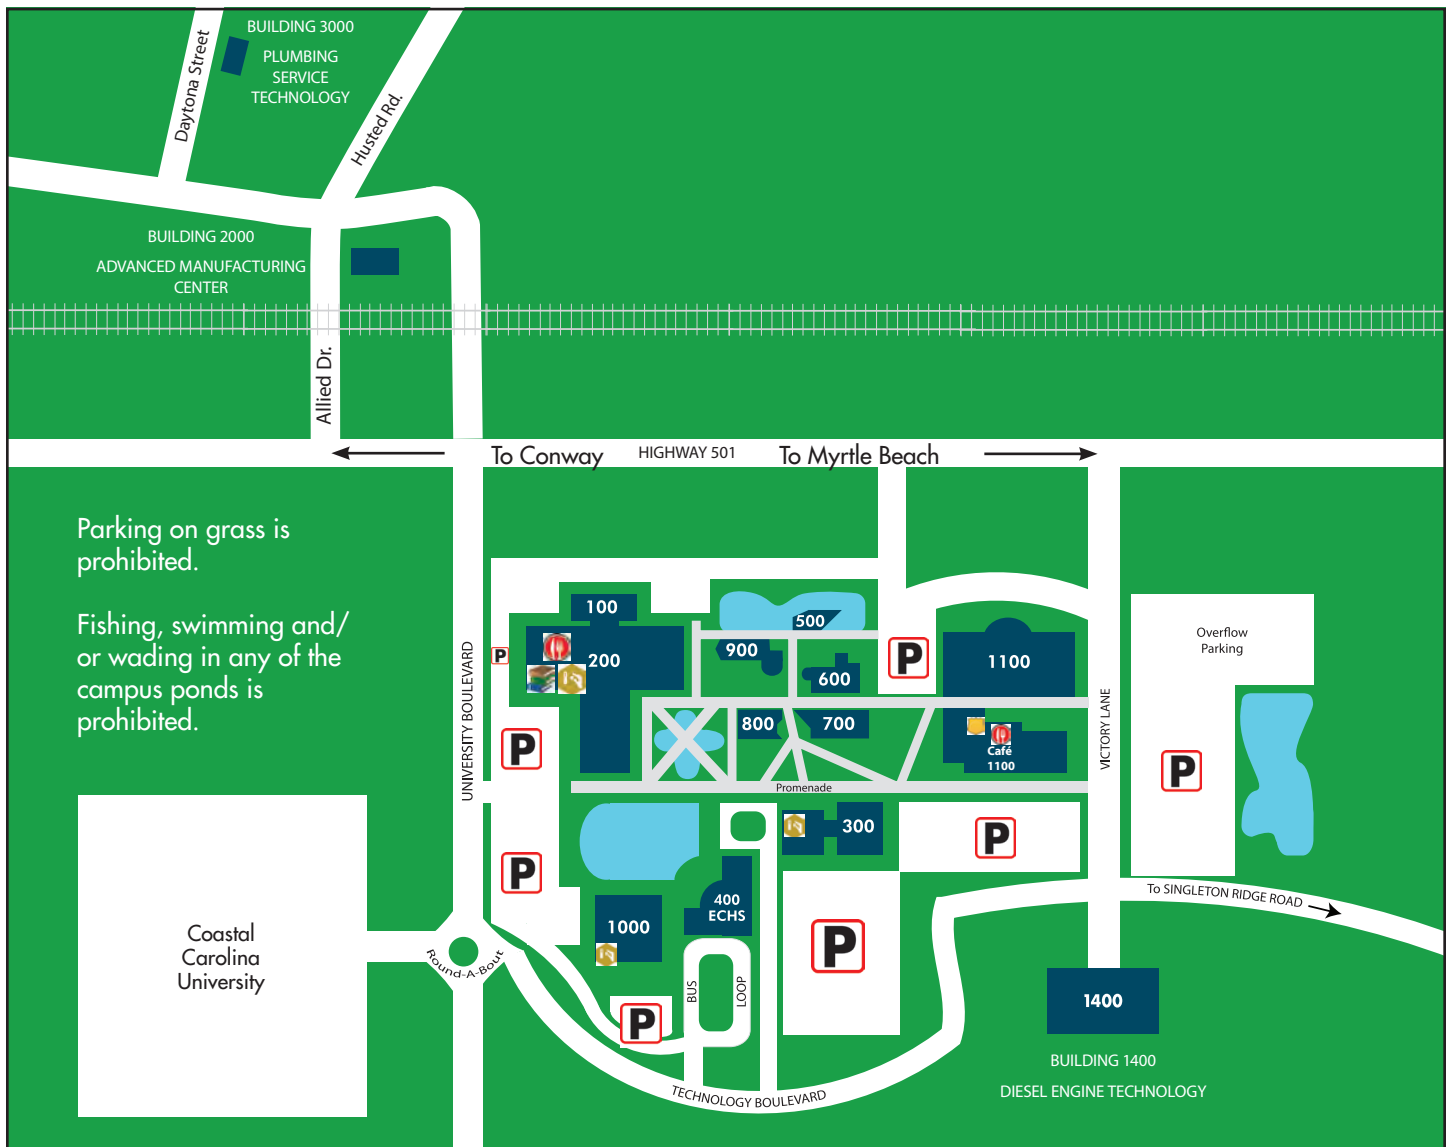 BUILDING 3000
PLUMBING
SERVICE
TECHNOLOGY
Daytona Street
Husted Rd.
BUILDING 2000
ADVANCED MANUFACTURING
CENTER
Allied Dr.
To Conway
HIGHWAY 501
To Myrtle Beach
Parking on grass is
prohibited.
Fishing, swimming and/
or wading in any of the
campus ponds is
prohibited.
UNIVERSITY BOULEVARD
100
200
P
500
900
600
P
1100
Overflow
Parking
VICTORY LANE
800
700
Café
1100
P
P
Promenade
300
P
P
400
ECHS
1000
P
To SINGLETON RIDGE ROAD
Coastal
Carolina
University
Round-A-Bout
BUS
LOOP
P
1400
BUILDING 1400
DIESEL ENGINE TECHNOLOGY
TECHNOLOGY BOULEVARD